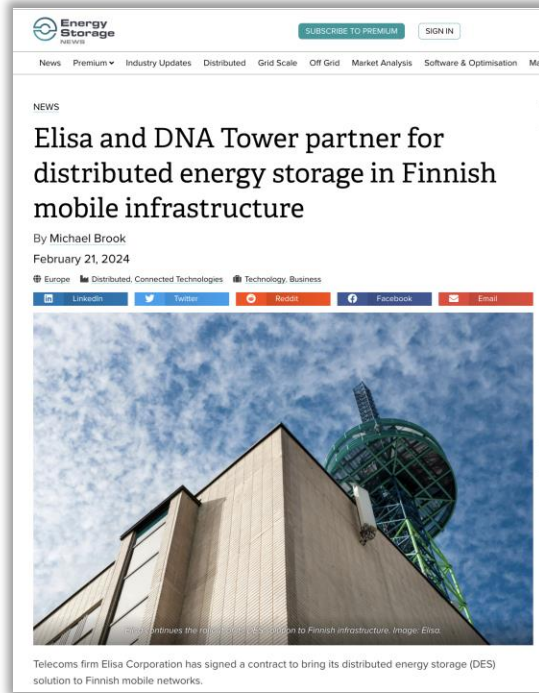 Energy
Storage
NEWS
SUBSCRIBE TO PREMIUM
SIGN IN
News Premium Industry Updates Distributed Grid Scale Off Grid Market Analysis Software & Optimisation
NEWS
Elisa and DNA Tower partner for
distributed energy storage in Finnish
mobile infrastructure
By Michael Brook
February 21, 2024
Europe Distributed, Connected Technologies Technology, Business
LinkedIn Twitter Reddit Facebook Email
continues the solution to Finnish infrastructure. Image: Elisa.
Telecoms firm Elisa Corporation has signed a contract to bring its distributed energy storage (DES)
solution to Finnish mobile networks.